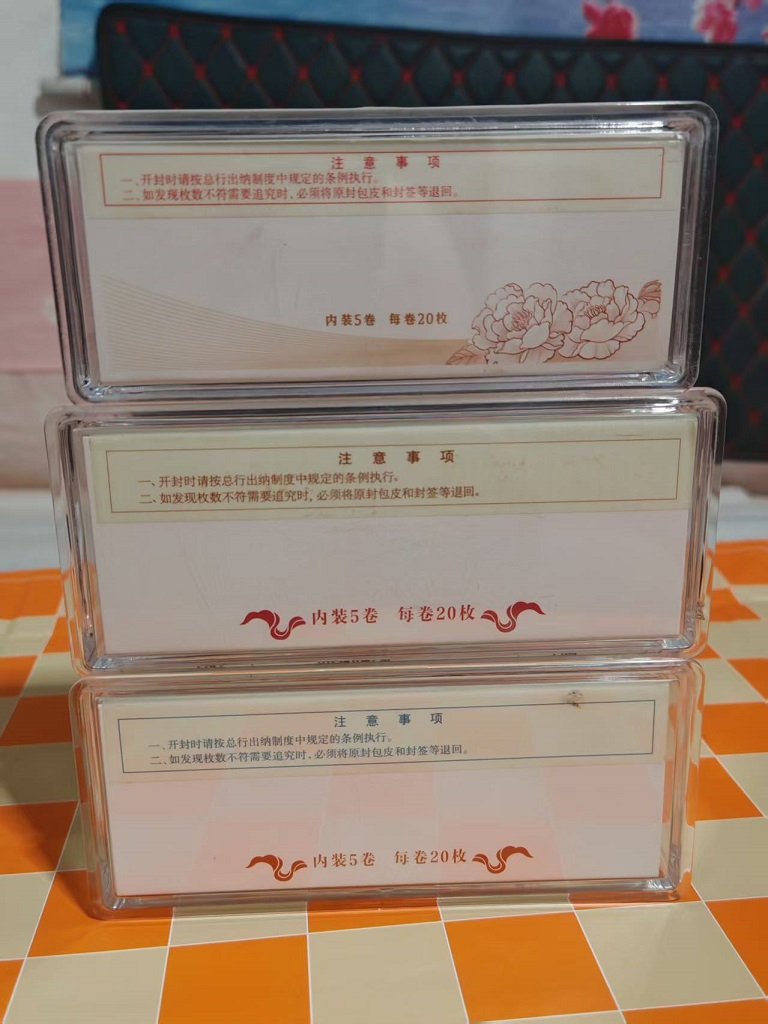 注意事项
一、开封时请按总行出纳制度中规定的条例执行。
二、如发现枚数不符需要追究时、必须将原封包皮和封签等退回。
内装5卷 每卷20枚
注意事项
一、开封时请按总行出纳制度中规定的条例执行。
二、如发现枚数不符需要追究时, 必须将原封包皮和封签等退回。
内装5卷 每卷20枚
注意事项
一、开封时请按总行出纳制度中规定的条例执行。
二、如发现枚数不符需要追究时、必须将原封包皮和封签等退回。
内装5卷 每卷20枚